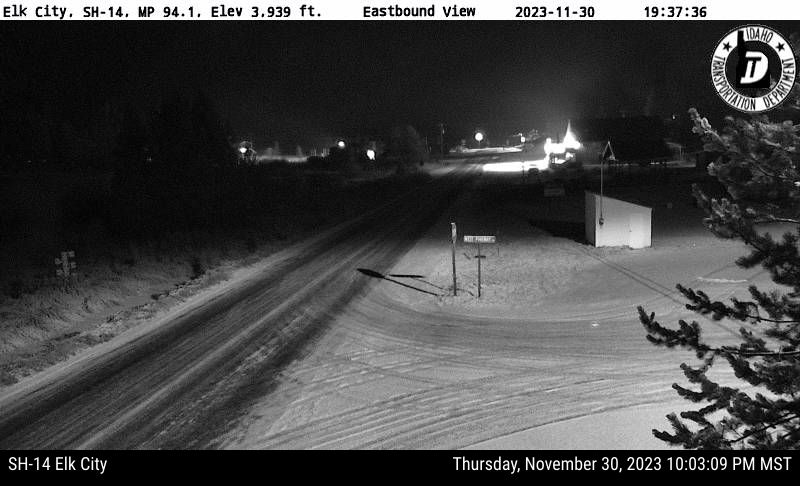 Elk City, SH-14, MP 94.1, Elev 3,939 ft. Eastbound View 2023-11-30 19:37:36
IDAHO
TRANSPORTATION DEPARTMENT
SH-14 Elk City Thursday, November 30, 2023 10:03:09 PM MST